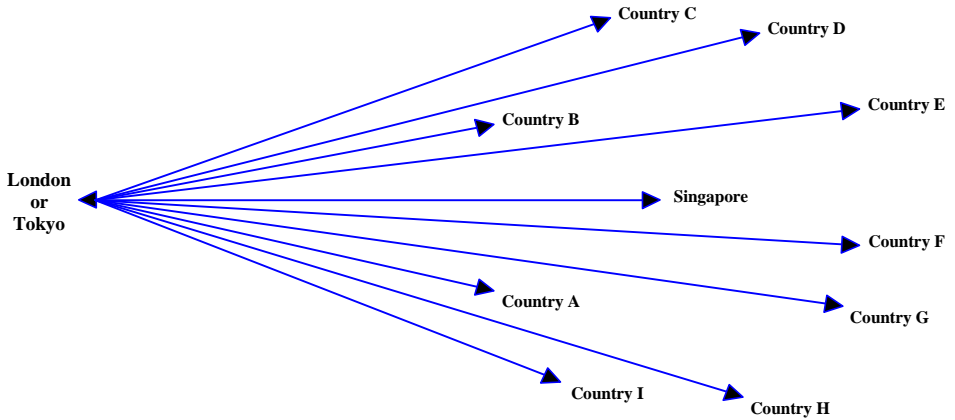 Country C
Country D
Country E
Country B
London
or
Tokyo
Singapore
Country F
Country A
Country G
Country I
Country H